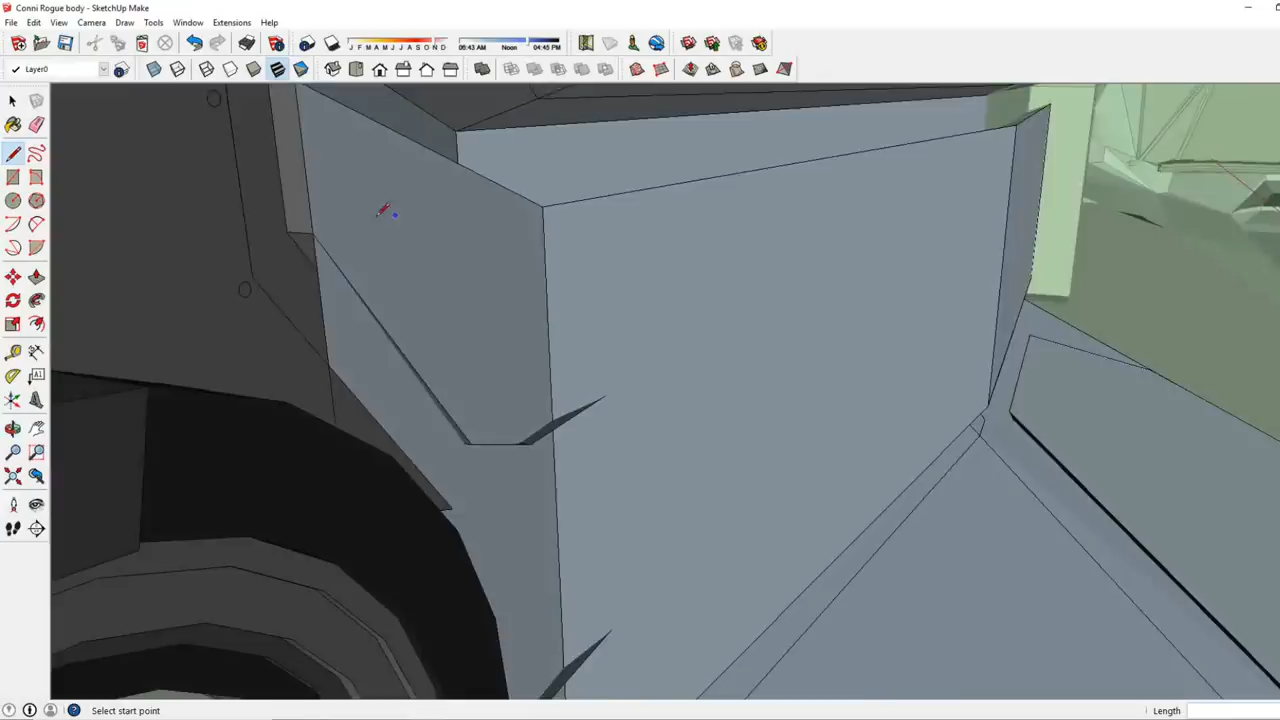 Conni Rogue body - SketchUp Make
File Edit View Camera Draw Tools Window Extensions Help
J F M A M J J A S O N D 06:43 AM Noon 04:45 PM
Layer0
A1
Select start point Length